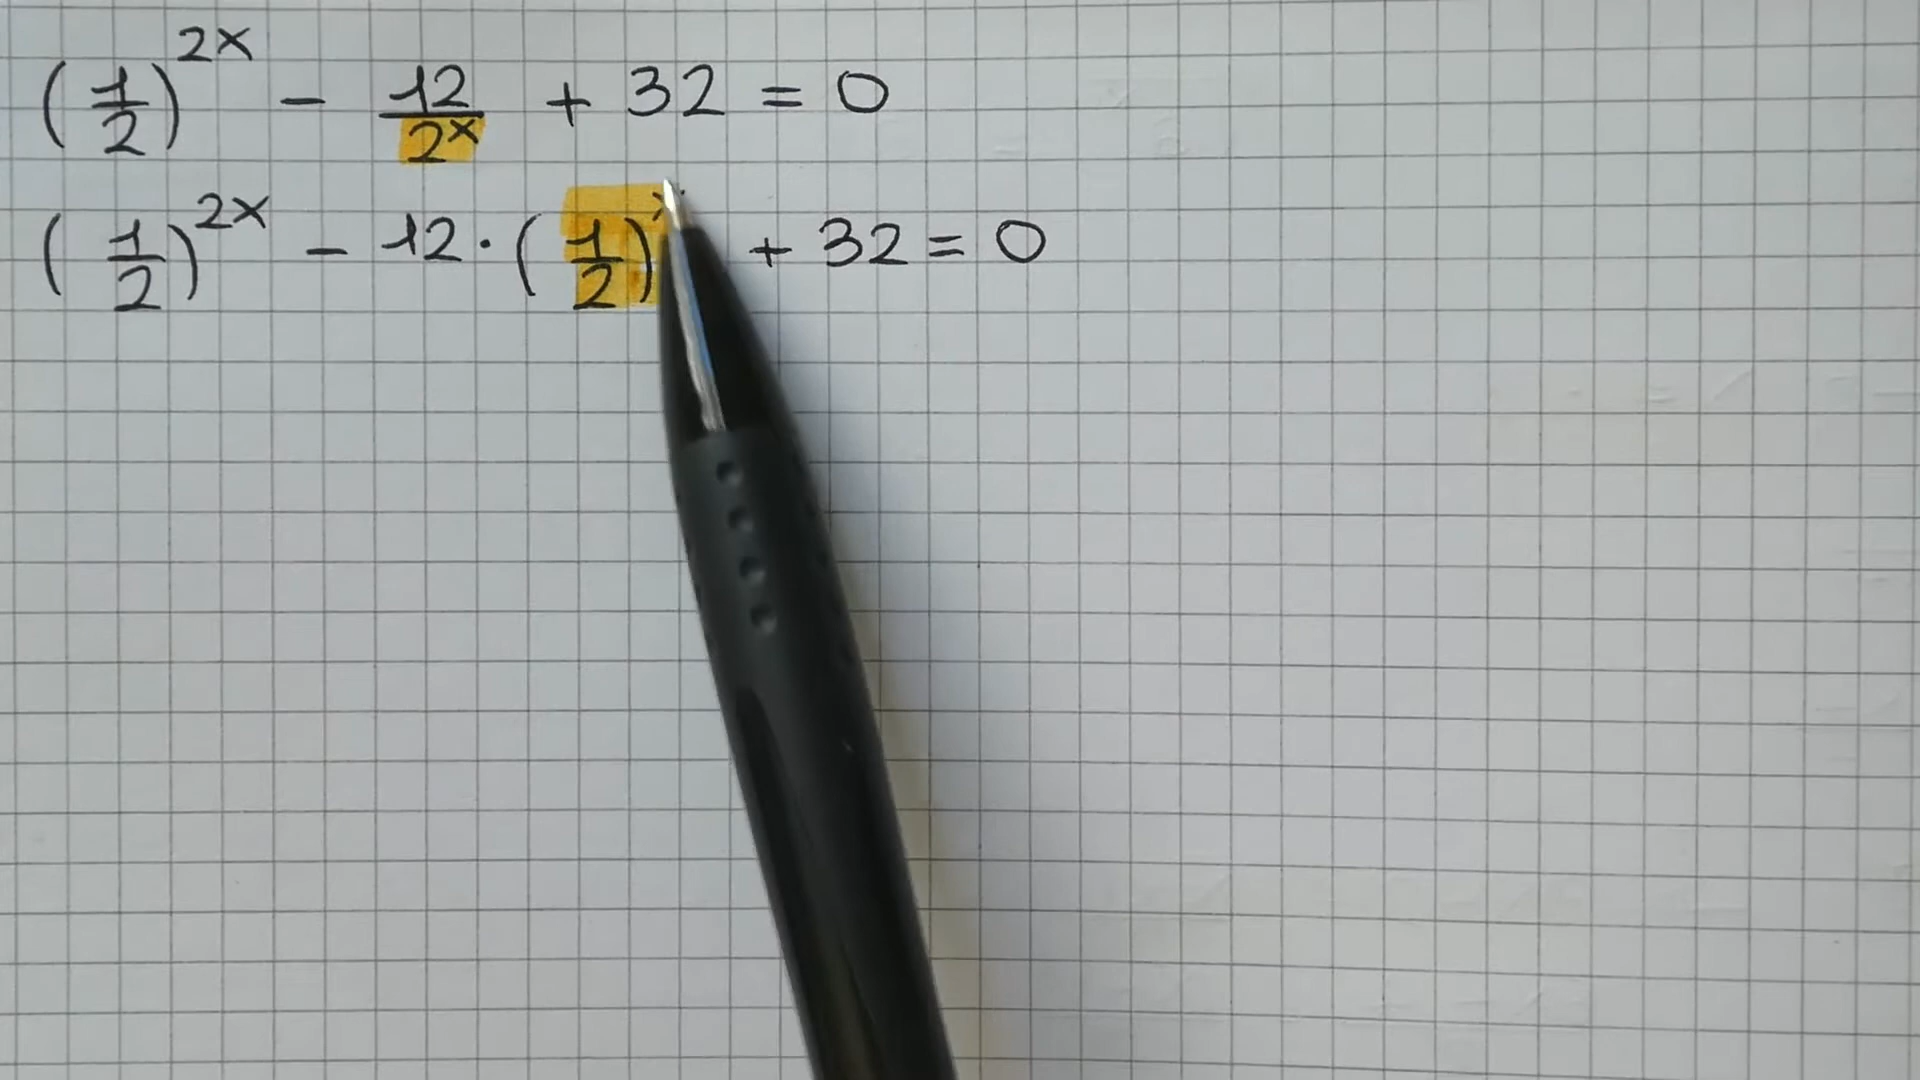 (1/2)^2x - 12/2^x + 32 = 0
(1/2)^2x - 12 · (1/2)^x + 32 = 0